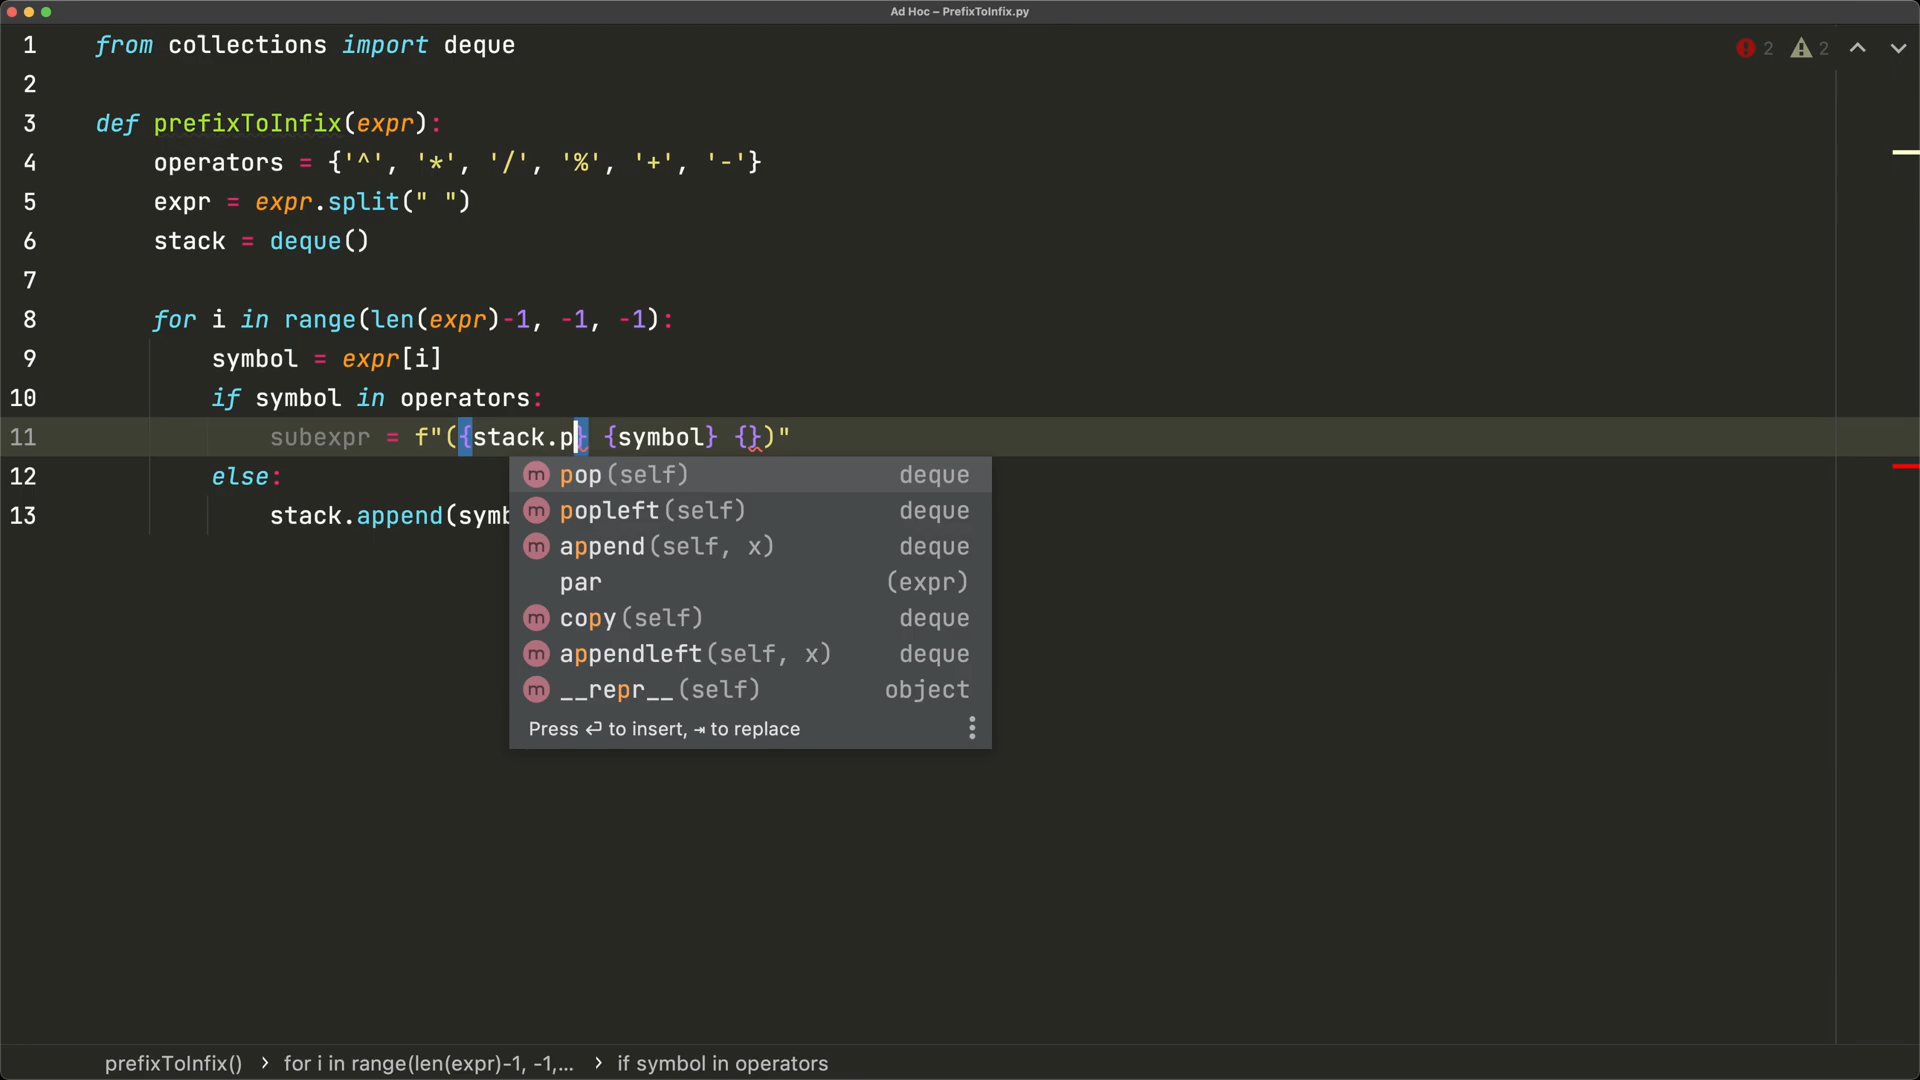 Ad Hoc – PrefixToInfix.py
2 2
1 from collections import deque
2
3 def prefixToInfix(expr):
4 operators = {'^', '*', '/', '%', '+', '-'}
5 expr = expr.split(" ")
6 stack = deque()
7
8 for i in range(len(expr)-1, -1, -1):
9 symbol = expr[i]
10 if symbol in operators:
11 subexpr = f"({stack.p} {symbol} {})"
12 else:
13 stack.append(symb
m pop(self) deque
m popleft(self) deque
m append(self, x) deque
par (expr)
m copy(self) deque
m appendleft(self, x) deque
m __repr__(self) object
Press ⏎ to insert, ⇥ to replace
prefixToInfix() › for i in range(len(expr)-1, -1,... › if symbol in operators